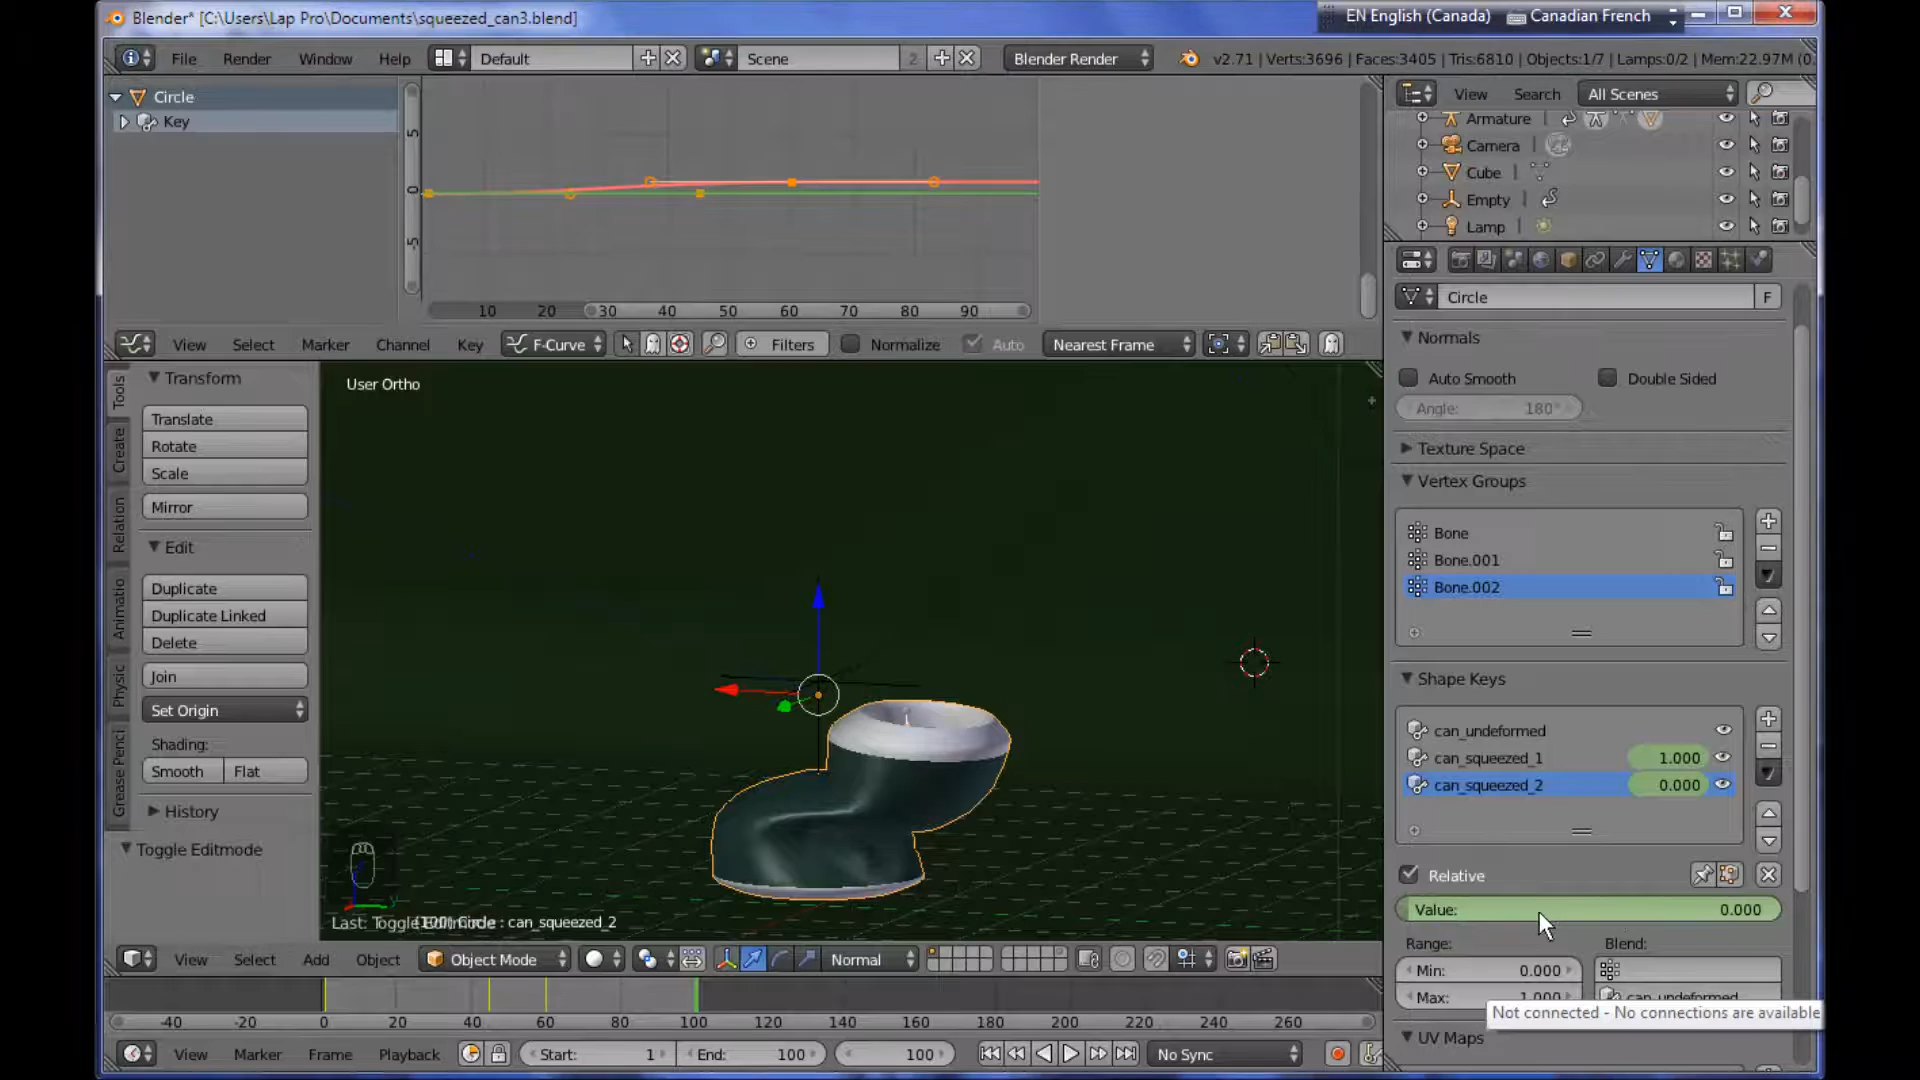 Blender* [C:\Users\Lap Pro\Documents\squeezed_can3.blend]
EN English (Canada) Canadian French
File Render Window Help Default Scene 2 Blender Render v2.71 | Verts:3696 | Faces:3405 | Tris:6810 | Objects:1/7 | Lamps:0/2 | Mem:22.97M (0.
Circle
Key
5
0
-5
10 20 30 40 50 60 70 80 90
View Select Marker Channel Key F-Curve Filters Normalize Auto Nearest Frame
View Search All Scenes
Armature
Camera
Cube
Empty
Lamp
Circle F
Normals
Auto Smooth Double Sided
Angle: 180°
Texture Space
Vertex Groups
Bone
Bone.001
Bone.002
Shape Keys
can_undeformed
can_squeezed_1 1.000
can_squeezed_2 0.000
Relative
Value: 0.000
Range: Blend:
Min: 0.000
Max: 1.000 can_undeformed
Not connected - No connections are available
UV Maps
Tools
Create
Relation
Animatio
Physic
Grease Penci
Transform
Translate
Rotate
Scale
Mirror
Edit
Duplicate
Duplicate Linked
Delete
Join
Set Origin
Shading:
Smooth Flat
History
Toggle Editmode
User Ortho
Last: Toggle Editmode
(100) Circle : can_squeezed_2
View Select Add Object Object Mode Normal
-40 -20 0 20 40 60 80 100 120 140 160 180 200 220 240 260
View Marker Frame Playback Start: 1 End: 100 100 No Sync